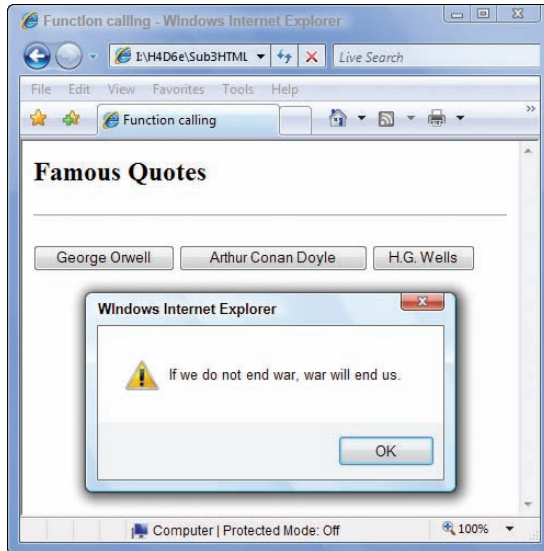 Function calling - Windows Internet Explorer
I:\H4D6e\Sub3HTML
Live Search
File Edit View Favorites Tools Help
Function calling
Famous Quotes
George Orwell Arthur Conan Doyle H.G. Wells
Windows Internet Explorer
If we do not end war, war will end us.
OK
Computer | Protected Mode: Off 100%